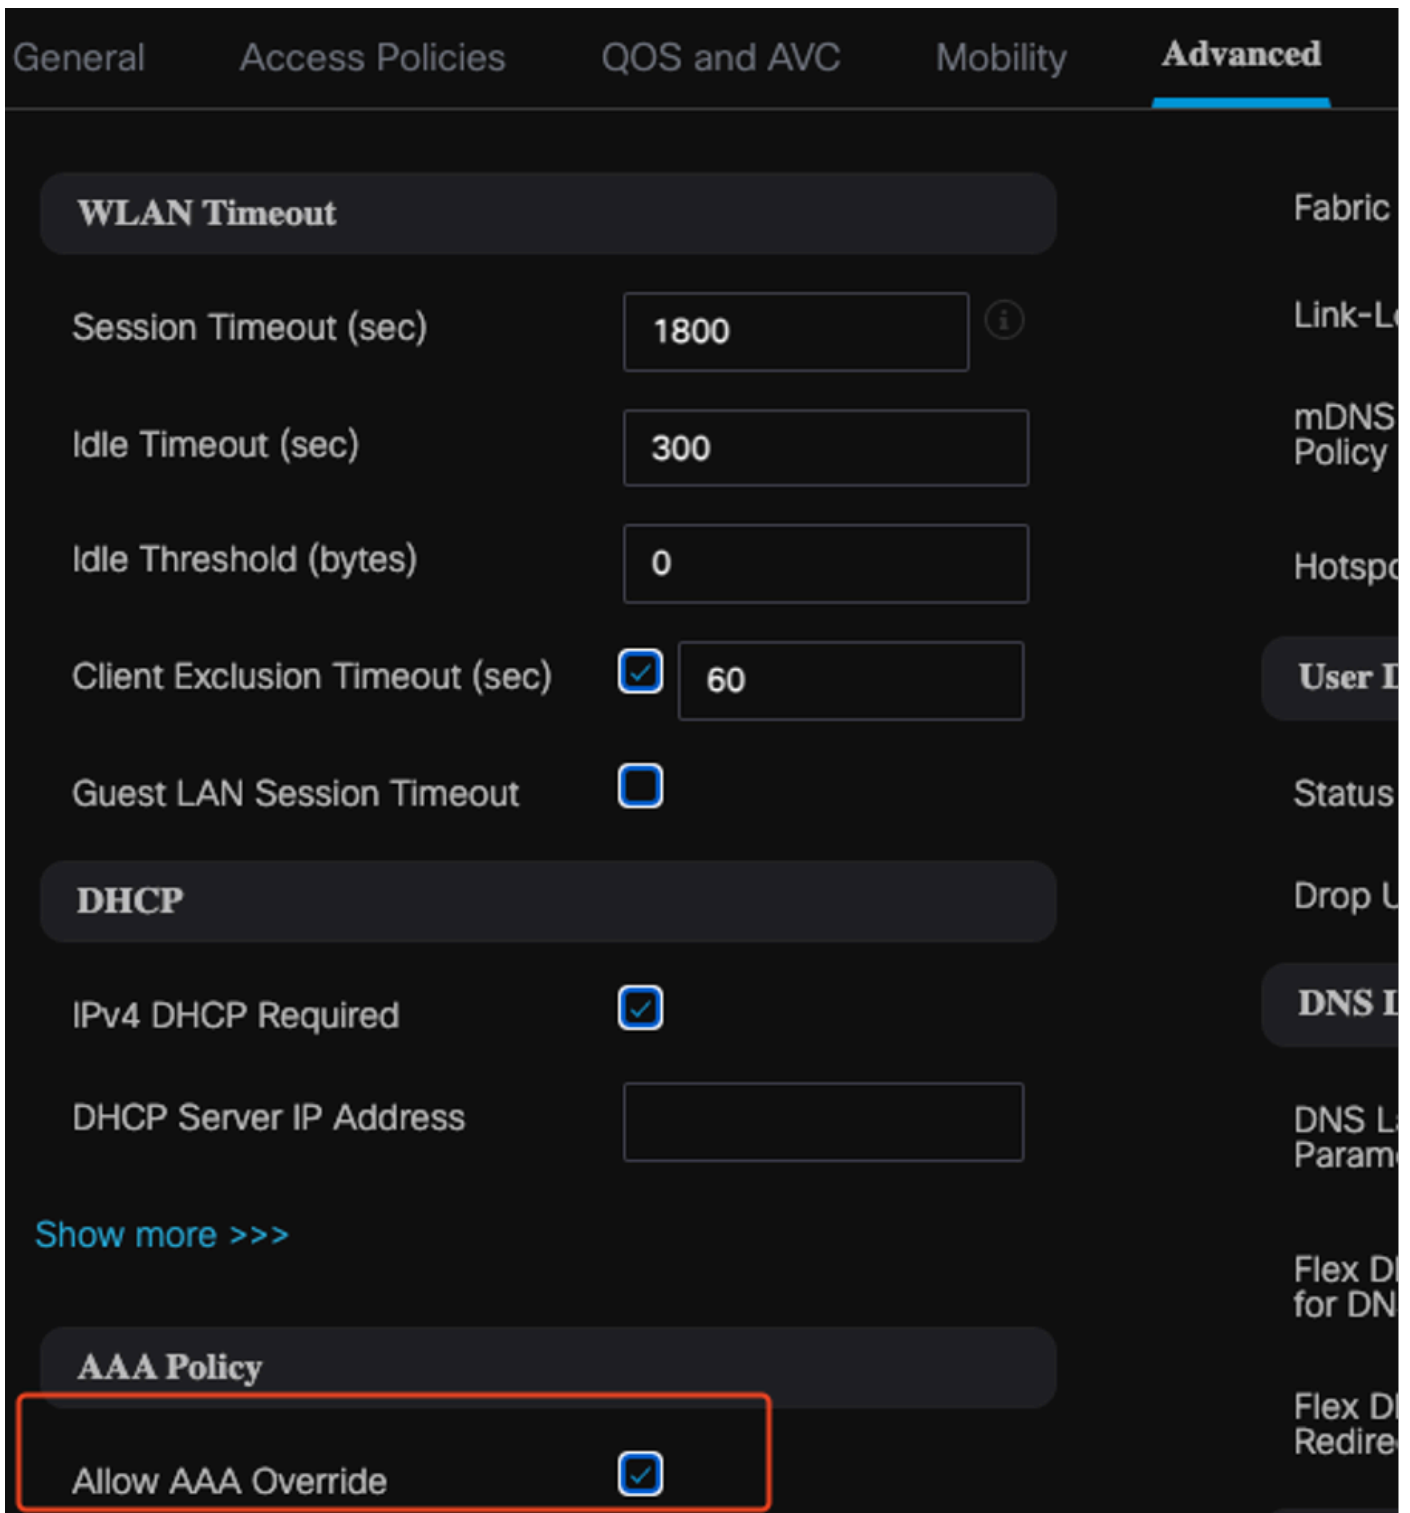 General Access Policies QOS and AVC Mobility Advanced
WLAN Timeout
Session Timeout (sec) 1800
Idle Timeout (sec) 300
Idle Threshold (bytes) 0
Client Exclusion Timeout (sec) 60
Guest LAN Session Timeout
DHCP
IPv4 DHCP Required
DHCP Server IP Address
Show more >>>
AAA Policy
Allow AAA Override
Fabric
mDNS
Policy
User
Status
Drop
DNS
DNS
Flex
for
Flex